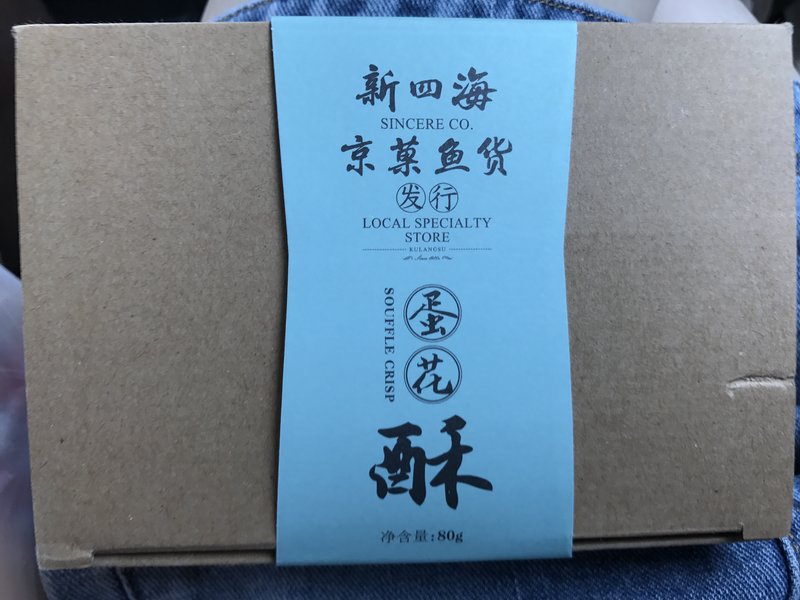 新四海
SINCERE CO.
京菓鱼货
发行
LOCAL SPECIALTY
STORE
KULANGSU
蛋花
SOUFFLE CRISP
酥
净含量:80g